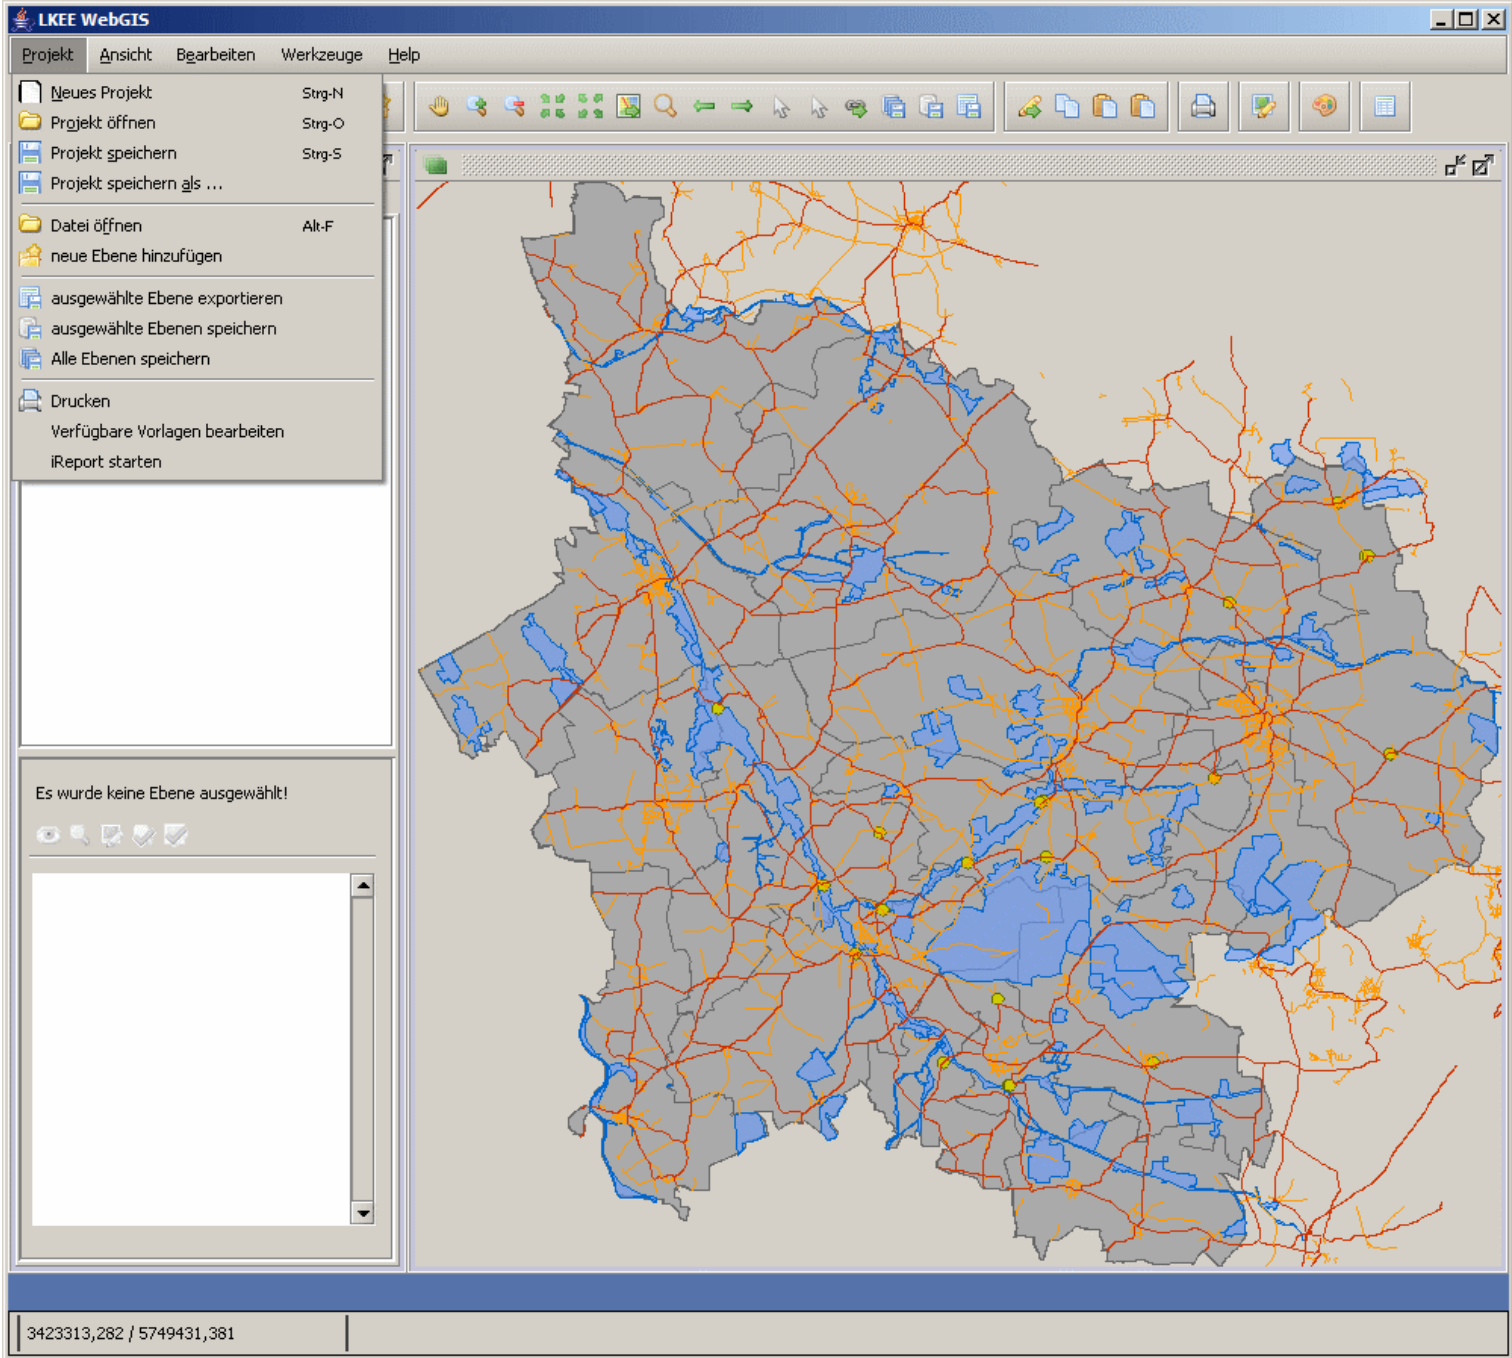 LKEE WebGIS
Projekt Ansicht Bearbeiten Werkzeuge Help
Neues Projekt Strg-N
Projekt öffnen Strg-O
Projekt speichern Strg-S
Projekt speichern als ...
Datei öffnen Alt-F
neue Ebene hinzufügen
ausgewählte Ebene exportieren
ausgewählte Ebenen speichern
Alle Ebenen speichern
Drucken
Verfügbare Vorlagen bearbeiten
iReport starten
Es wurde keine Ebene ausgewählt!
3423313,282 / 5749431,381